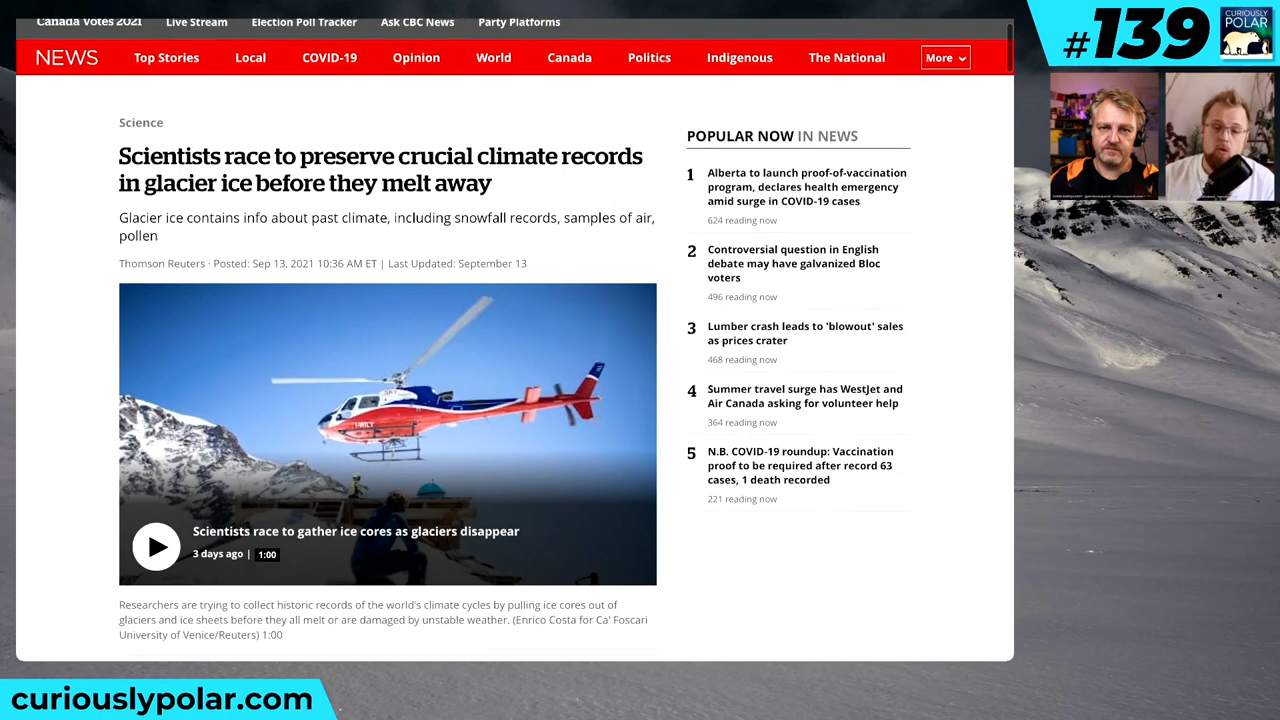 Canada Votes 2021 Live Stream Election Poll Tracker Ask CBC News Party Platforms
NEWS Top Stories Local COVID-19 Opinion World Canada Politics Indigenous The National More
#139
CURIOUSLY
POLAR
Science
Scientists race to preserve crucial climate records
in glacier ice before they melt away
Glacier ice contains info about past climate, including snowfall records, samples of air,
pollen
Thomson Reuters · Posted: Sep 13, 2021 10:36 AM ET | Last Updated: September 13
I-WILY
Scientists race to gather ice cores as glaciers disappear
3 days ago | 1:00
Researchers are trying to collect historic records of the world's climate cycles by pulling ice cores out of
glaciers and ice sheets before they all melt or are damaged by unstable weather. (Enrico Costa for Ca' Foscari
University of Venice/Reuters) 1:00
POPULAR NOW IN NEWS
1 Alberta to launch proof-of-vaccination
program, declares health emergency
amid surge in COVID-19 cases
624 reading now
2 Controversial question in English
debate may have galvanized Bloc
voters
496 reading now
3 Lumber crash leads to 'blowout' sales
as prices crater
468 reading now
4 Summer travel surge has WestJet and
Air Canada asking for volunteer help
364 reading now
5 N.B. COVID-19 roundup: Vaccination
proof to be required after record 63
cases, 1 death recorded
221 reading now
curiouslypolar.com